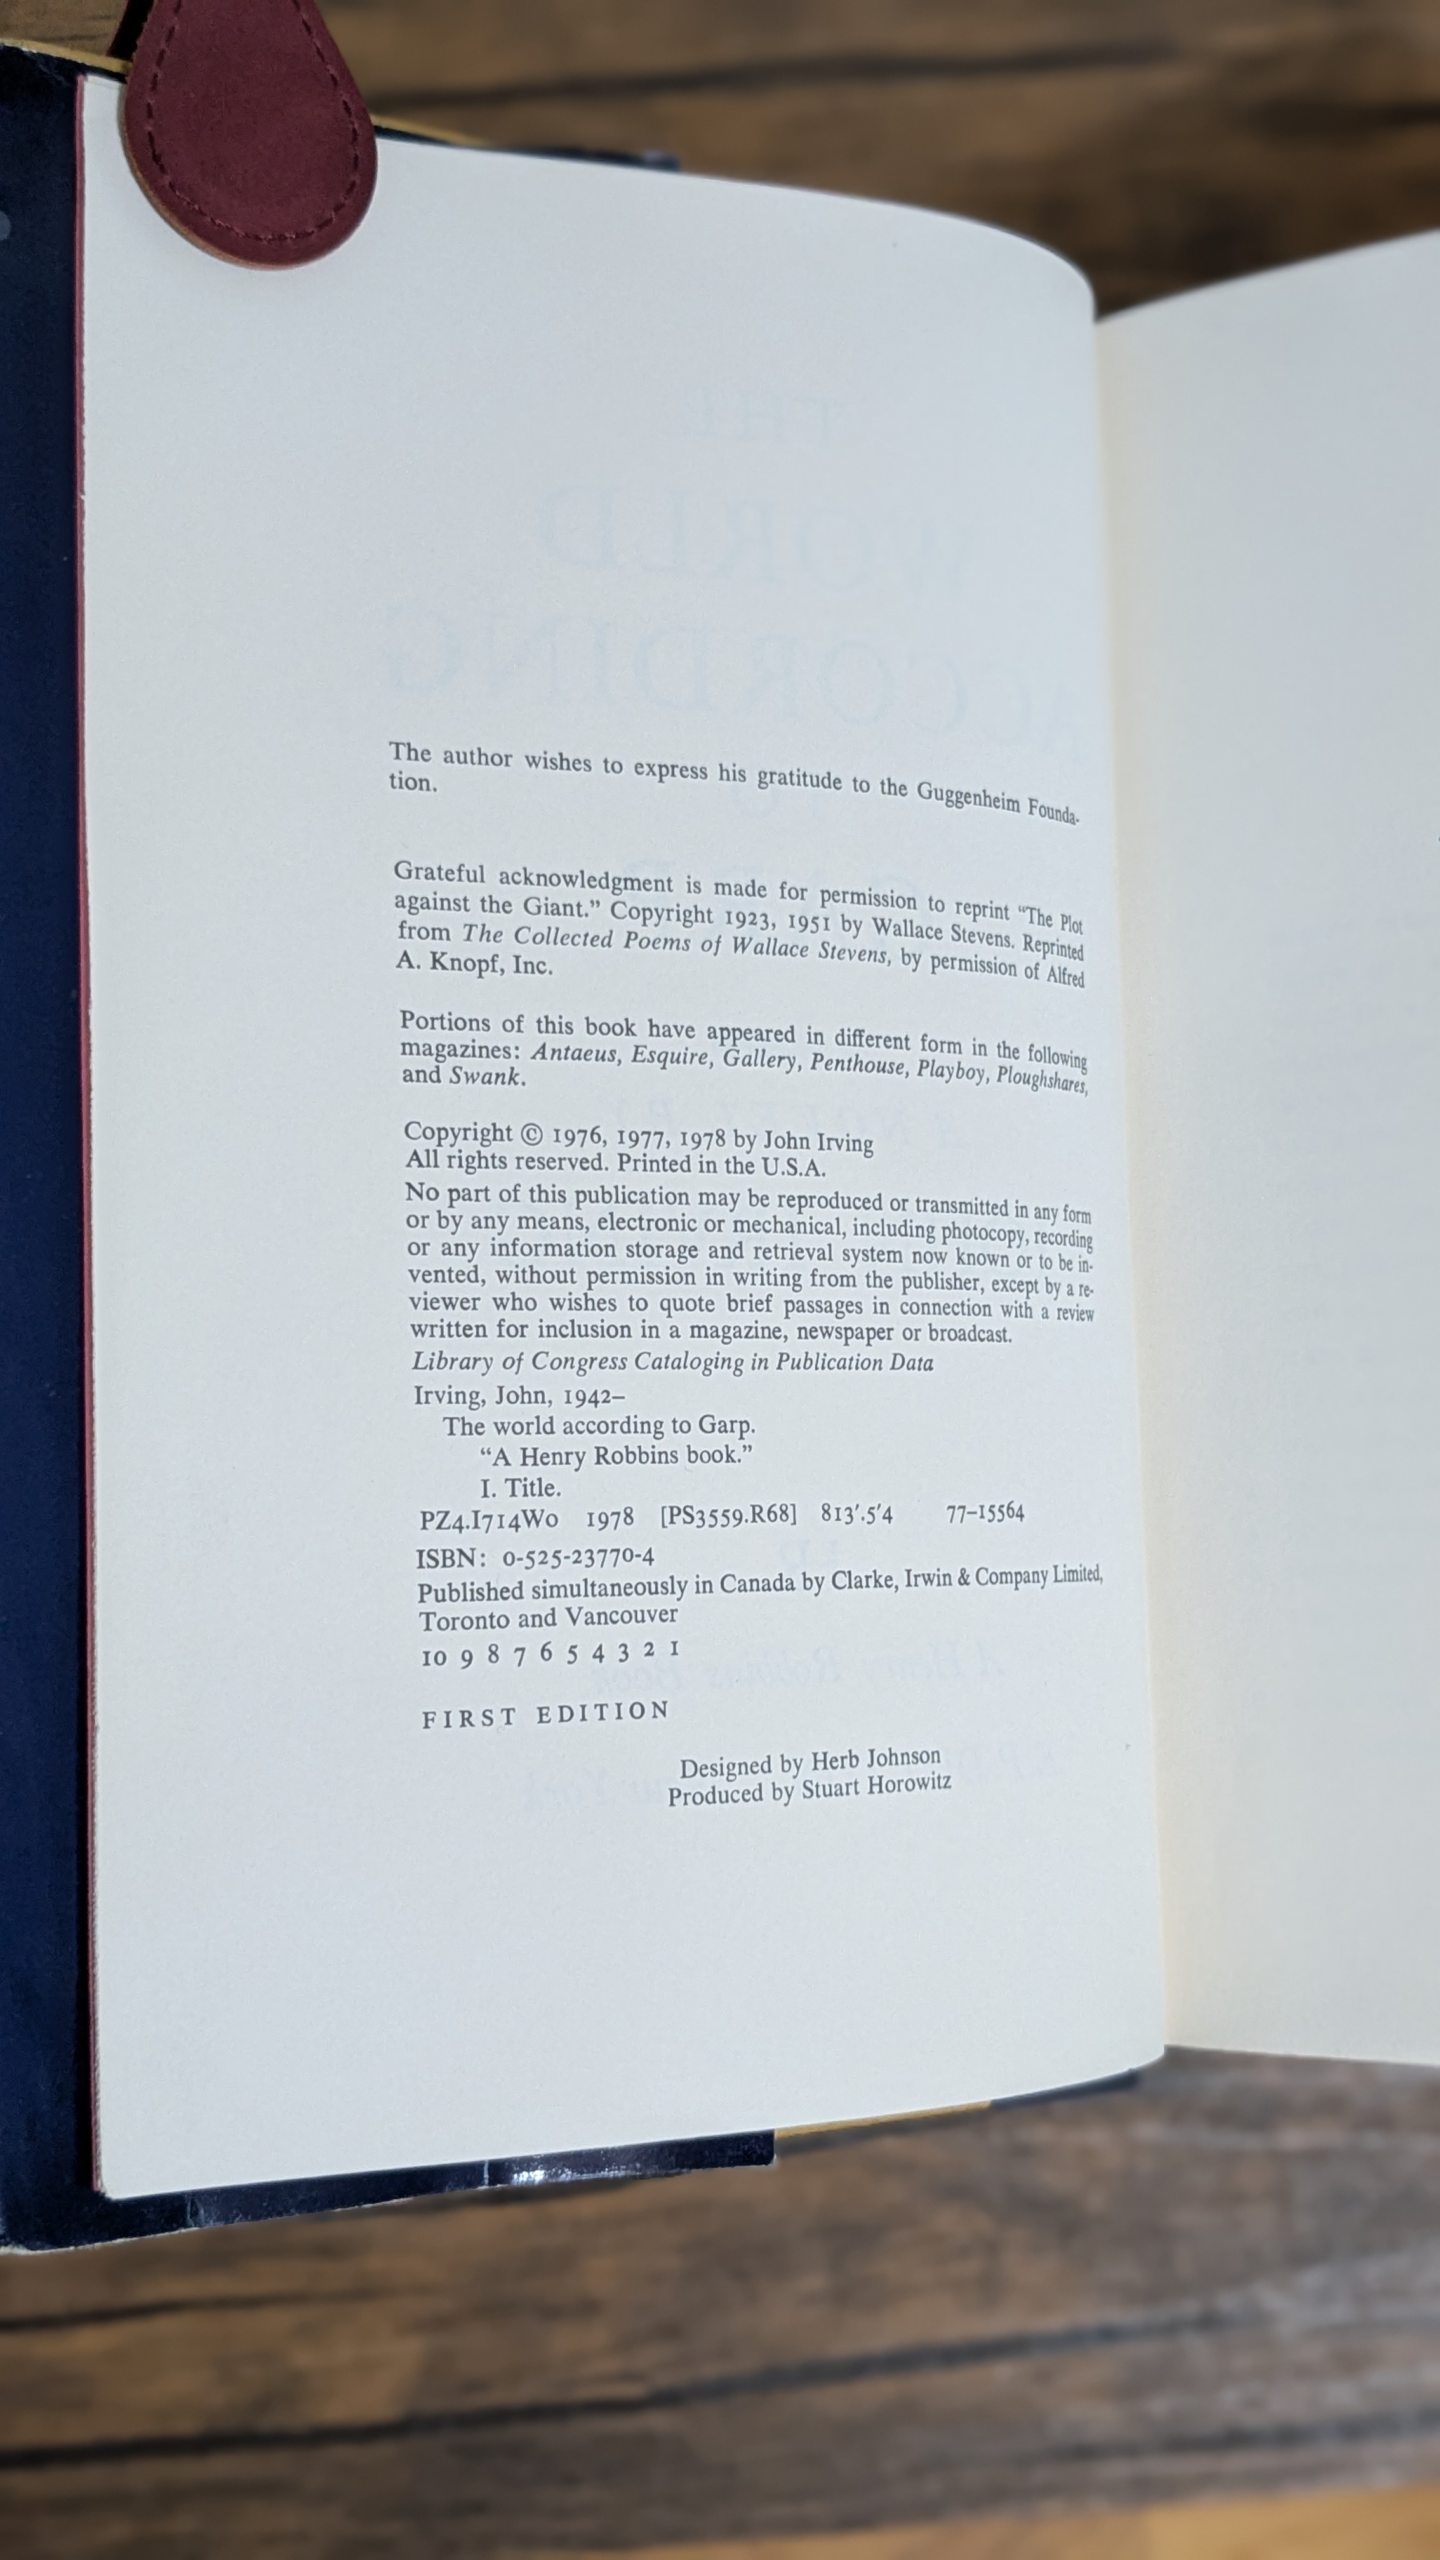 The author wishes to express his gratitude to the Guggenheim Founda-
tion.
Grateful acknowledgment is made for permission to reprint “The Plot
against the Giant.” Copyright 1923, 1951 by Wallace Stevens. Reprinted
from The Collected Poems of Wallace Stevens, by permission of Alfred
A. Knopf, Inc.
Portions of this book have appeared in different form in the following
magazines: Antaeus, Esquire, Gallery, Penthouse, Playboy, Ploughshares,
and Swank.
Copyright © 1976, 1977, 1978 by John Irving
All rights reserved. Printed in the U.S.A.
No part of this publication may be reproduced or transmitted in any form
or by any means, electronic or mechanical, including photocopy, recording
or any information storage and retrieval system now known or to be in-
vented, without permission in writing from the publisher, except by a re-
viewer who wishes to quote brief passages in connection with a review
written for inclusion in a magazine, newspaper or broadcast.
Library of Congress Cataloging in Publication Data
Irving, John, 1942–
The world according to Garp.
“A Henry Robbins book.”
I. Title.
PZ4.I714Wo 1978 [PS3559.R68] 813'.5'4 77–15564
ISBN: 0-525-23770-4
Published simultaneously in Canada by Clarke, Irwin & Company Limited,
Toronto and Vancouver
10 9 8 7 6 5 4 3 2 1
FIRST EDITION
Designed by Herb Johnson
Produced by Stuart Horowitz